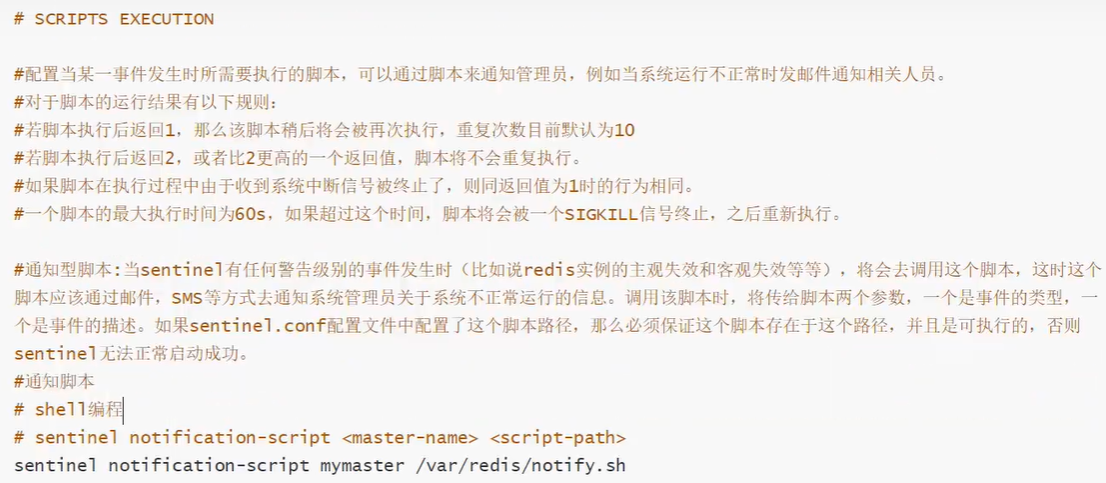 # SCRIPTS EXECUTION
#配置当某一事件发生时所需要执行的脚本，可以通过脚本来通知管理员，例如当系统运行不正常时发邮件通知相关人员。
#对于脚本的运行结果有以下规则：
#若脚本执行后返回1，那么该脚本稍后将会被再次执行，重复次数目前默认为10
#若脚本执行后返回2，或者比2更高的一个返回值，脚本将不会重复执行。
#如果脚本在执行过程中由于收到系统中断信号被终止了，则同返回值为1时的行为相同。
#一个脚本的最大执行时间为60s，如果超过这个时间，脚本将会被一个SIGKILL信号终止，之后重新执行。
#通知型脚本:当sentinel有任何警告级别的事件发生时（比如说redis实例的主观失效和客观失效等等），将会去调用这个脚本，这时这个
脚本应该通过邮件，SMS等方式去通知系统管理员关于系统不正常运行的信息。调用该脚本时，将传给脚本两个参数，一个是事件的类型，一
个是事件的描述。如果sentinel.conf配置文件中配置了这个脚本路径，那么必须保证这个脚本存在于这个路径，并且是可执行的，否则
sentinel无法正常启动成功。
#通知脚本
# shell编程
# sentinel notification-script <master-name> <script-path>
sentinel notification-script mymaster /var/redis/notify.sh